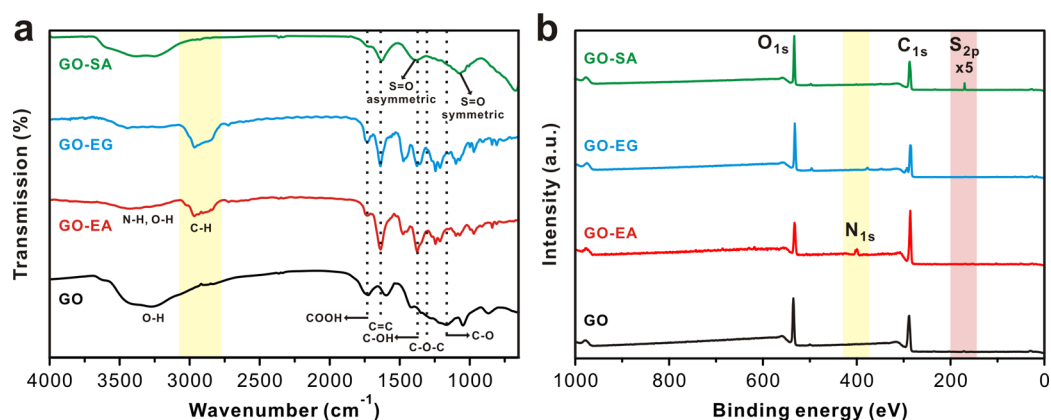 a
Transmission (%)
GO-SA
GO-EG
GO-EA
GO
S=O
asymmetric
S=O
symmetric
N-H, O-H
C-H
O-H
COOH
C=C
C-OH
C-O-C
C-O
4000 3500 3000 2500 2000 1500 1000
Wavenumber (cm⁻¹)
b
Intensity (a.u.)
O₁ₛ
C₁ₛ
S₂ₚ
x5
GO-SA
GO-EG
GO-EA
N₁ₛ
GO
1000 800 600 400 200 0
Binding energy (eV)